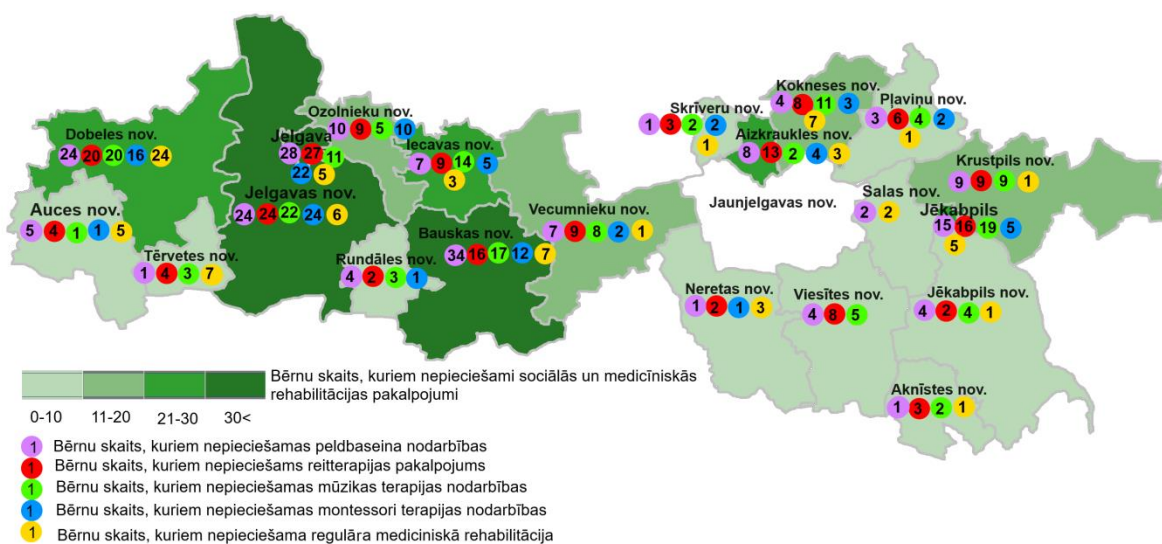 Kokneses nov.
4 8 11 3
7
Pļaviņu nov.
3 6 4 2
1
Skrīveru nov.
1 3 2 2
1
Aizkraukles nov.
8 13 2 4 3
Ozolnieku nov.
10 9 5 10
Dobeles nov.
24 20 20 16 24
Jelgava
28 27 11
22 5
Iecavas nov.
7 9 14 5
3
Krustpils nov.
9 9 9 1
Jelgavas nov.
24 24 22 24 6
Salas nov.
2 2
Jaunjelgavas nov.
Auces nov.
5 4 1 1 5
Vecumnieku nov.
7 9 8 2 1
Jēkabpils
15 16 19 5
5
Bauskas nov.
34 16 17 12 7
Tērvetes nov.
1 4 3 7
Rundāles nov.
4 2 3 1
Neretas nov.
1 2 1 3
Viesītes nov.
4 8 5
Jēkabpils nov.
4 2 4 1
Aknīstes nov.
1 3 2 1
Bērnu skaits, kuriem nepieciešami sociālās un medicīniskās
rehabilitācijas pakalpojumi
0-10 11-20 21-30 30<
1 Bērnu skaits, kuriem nepieciešamas peldbaseina nodarbības
1 Bērnu skaits, kuriem nepieciešams reitterapijas pakalpojums
1 Bērnu skaits, kuriem nepieciešamas mūzikas terapijas nodarbības
1 Bērnu skaits, kuriem nepieciešamas montessori terapijas nodarbības
1 Bērnu skaits, kuriem nepieciešama regulāra mediciniskā rehabilitācija